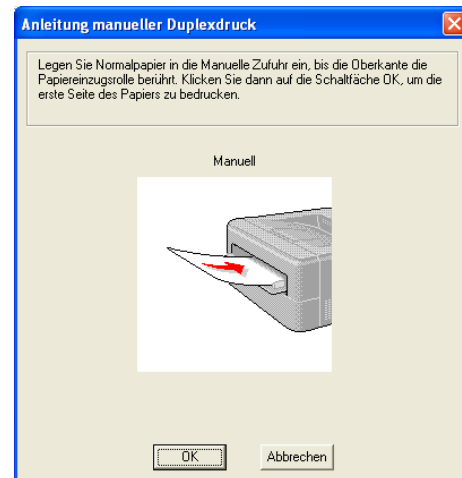 Anleitung manueller Duplexdruck
Legen Sie Normalpapier in die Manuelle Zufuhr ein, bis die Oberkante die
Papiereinzugsrolle berührt. Klicken Sie dann auf die Schaltfäche OK, um die
erste Seite des Papiers zu bedrucken.
Manuell
OK
Abbrechen